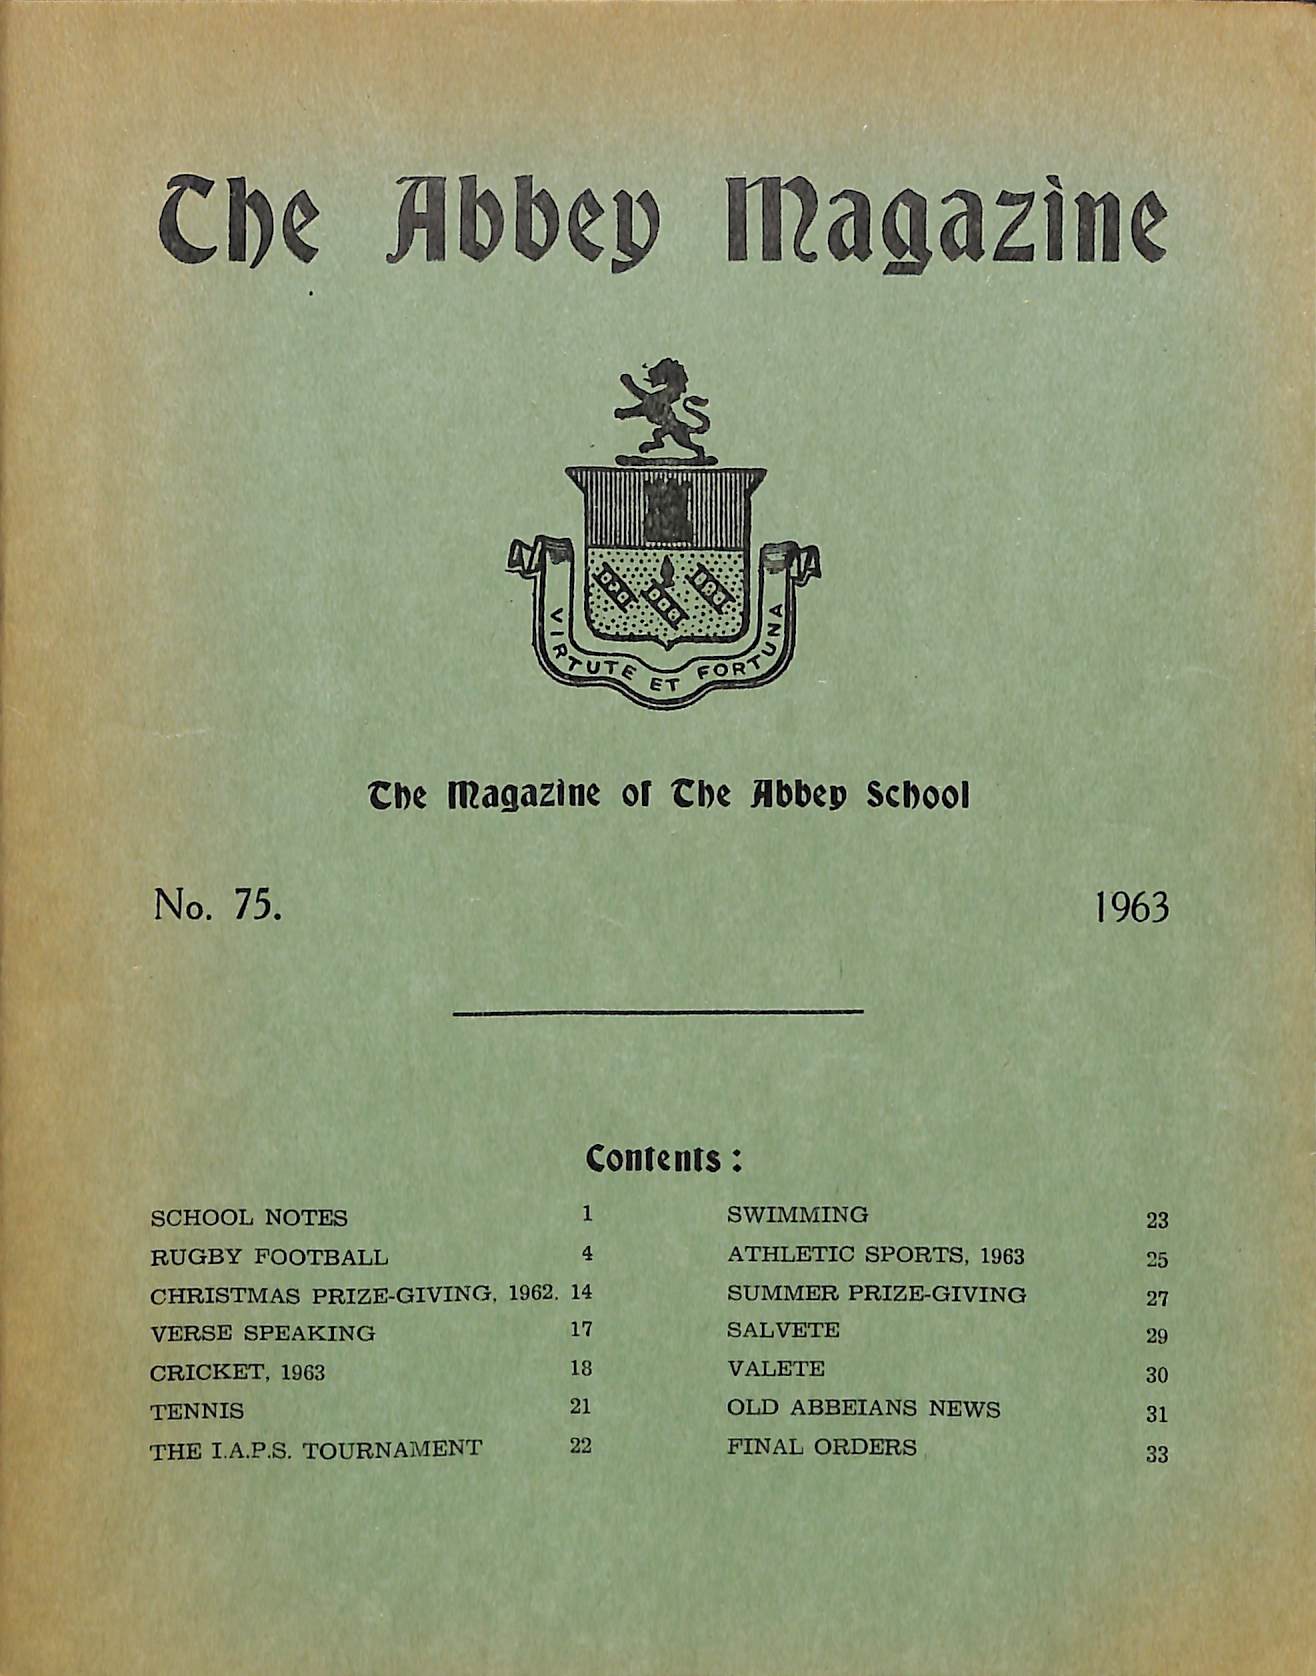 The Abbey Magazine
VIRTUTE ET FORTUNA
The Magazine of The Abbey School
No. 75.
1963
Contents :
SCHOOL NOTES 1
RUGBY FOOTBALL 4
CHRISTMAS PRIZE-GIVING, 1962. 14
VERSE SPEAKING 17
CRICKET, 1963 18
TENNIS 21
THE I.A.P.S. TOURNAMENT 22
SWIMMING 23
ATHLETIC SPORTS, 1963 25
SUMMER PRIZE-GIVING 27
SALVETE 29
VALETE 30
OLD ABBEIANS NEWS 31
FINAL ORDERS 33